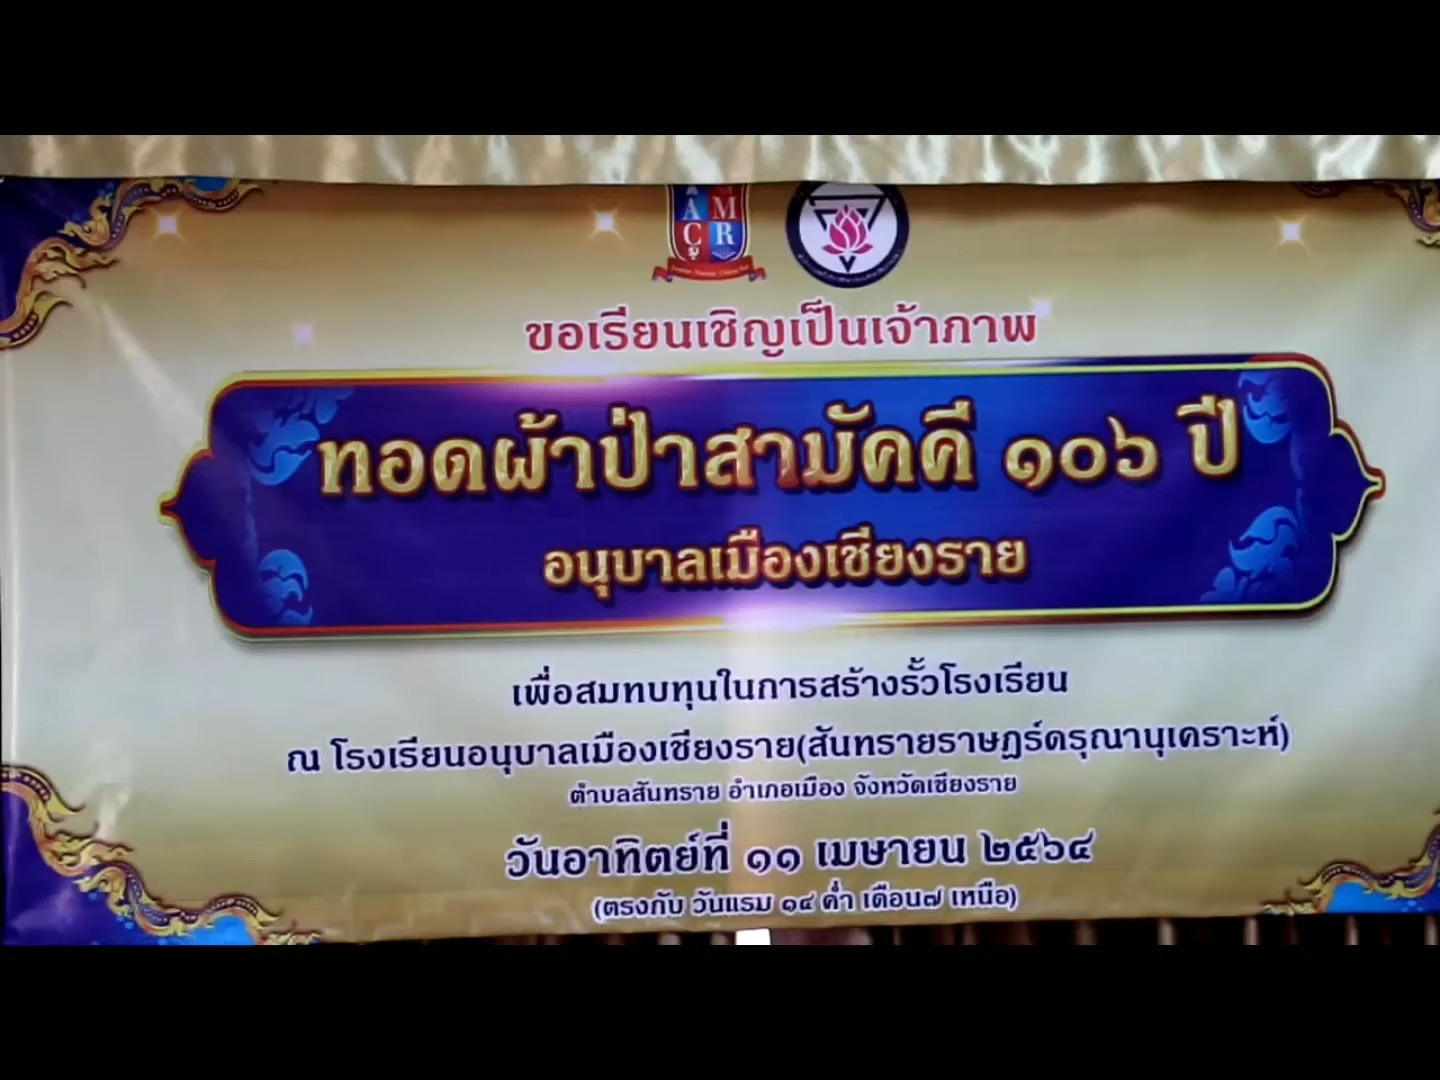 A M
C R
ขอเรียนเชิญเป็นเจ้าภาพ
ทอดผ้าป่าสามัคคี ๑๐๖ ปี
อนุบาลเมืองเชียงราย
เพื่อสมทบทุนในการสร้างรั้วโรงเรียน
ณ โรงเรียนอนุบาลเมืองเชียงราย(สันทรายราษฎร์ดรุณานุเคราะห์)
ตำบลสันทราย อำเภอเมือง จังหวัดเชียงราย
วันอาทิตย์ที่ ๑๑ เมษายน ๒๕๖๔
(ตรงกับ วันแรม ๑๔ ค่ำ เดือน๗ เหนือ)